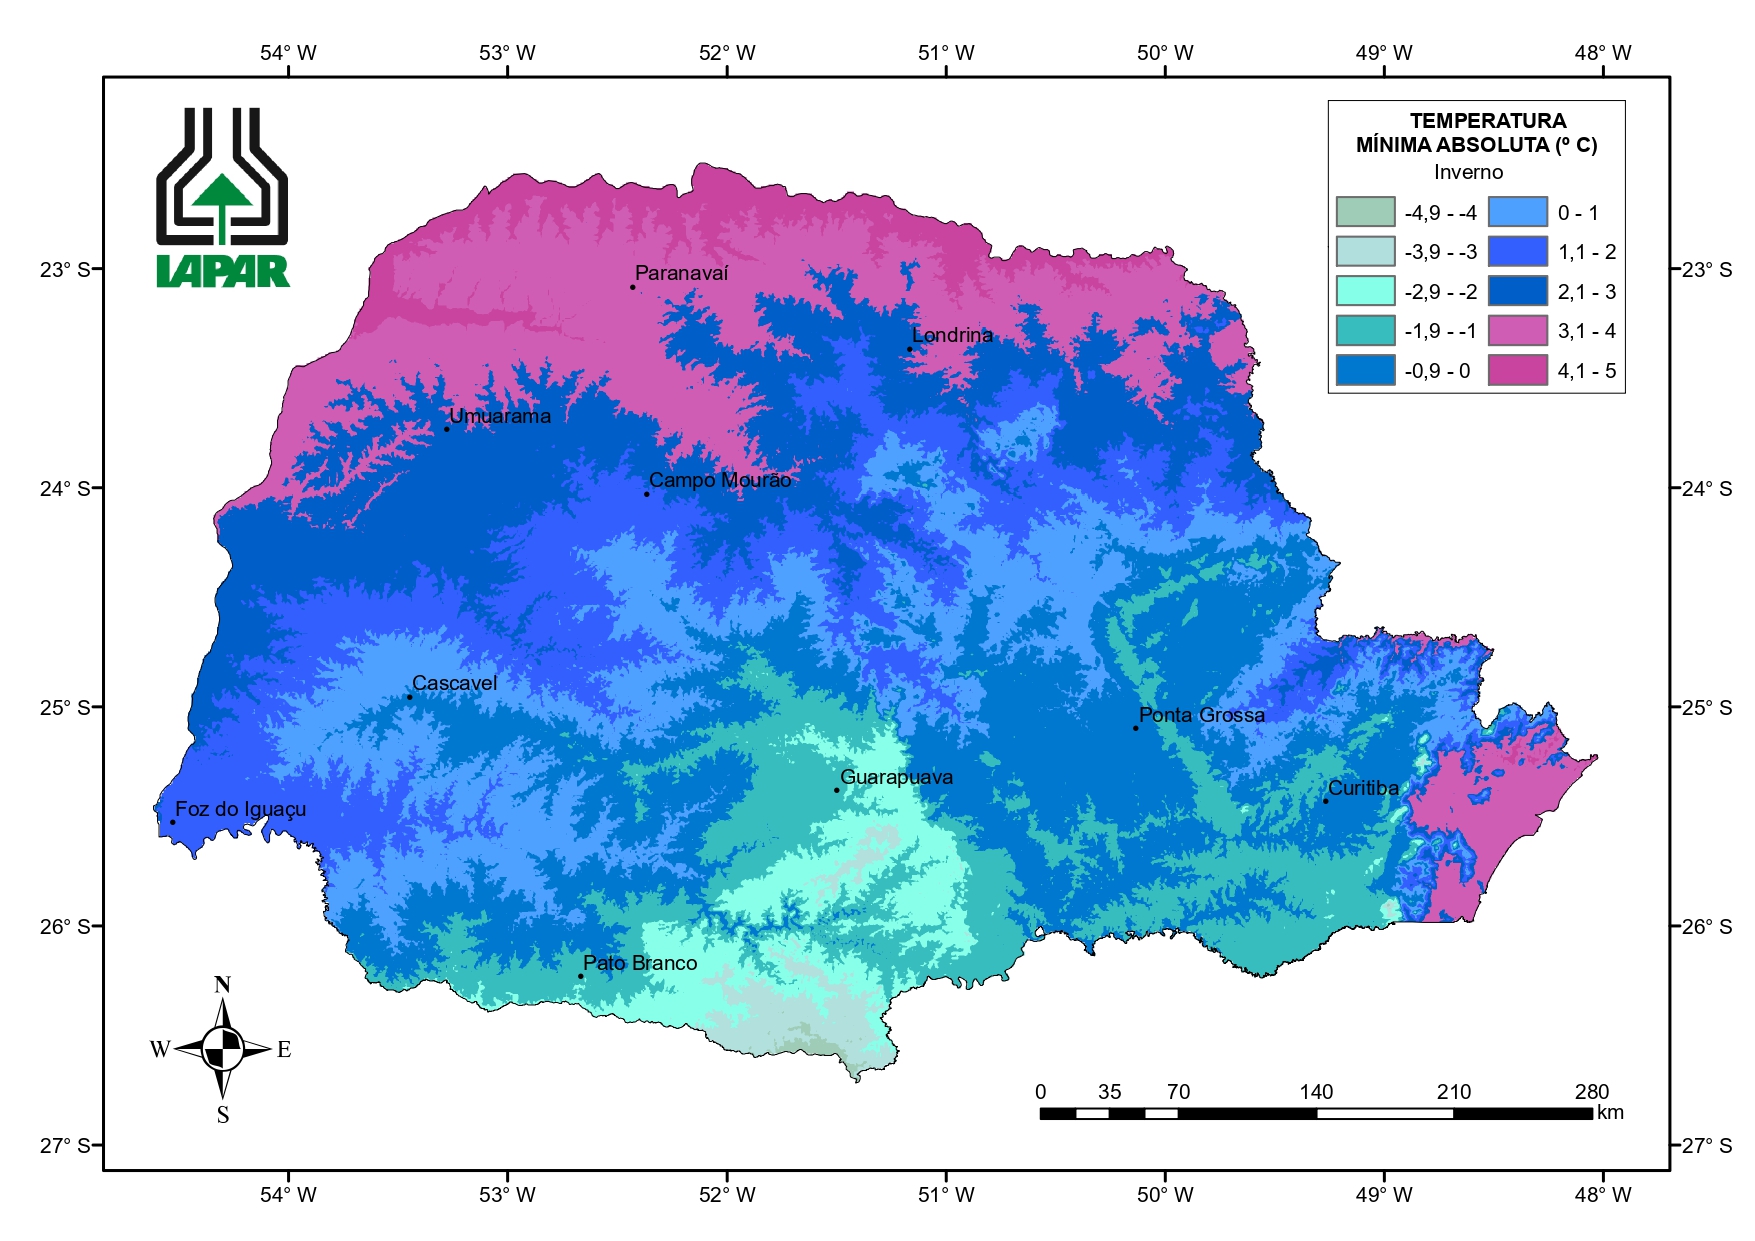 54° W 53° W 52° W 51° W 50° W 49° W 48° W
TEMPERATURA
MÍNIMA ABSOLUTA (º C)
Inverno
-4,9 - -4 0 - 1
-3,9 - -3 1,1 - 2
-2,9 - -2 2,1 - 3
-1,9 - -1 3,1 - 4
-0,9 - 0 4,1 - 5
IAPAR
23° S 23° S
Paranavaí
Londrina
Umuarama
Campo Mourão
24° S 24° S
Cascavel
25° S 25° S
Ponta Grossa
Guarapuava
Curitiba
Foz do Iguaçu
26° S 26° S
Pato Branco
N
W E
S
0 35 70 140 210 280
km
27° S 27° S
54° W 53° W 52° W 51° W 50° W 49° W 48° W